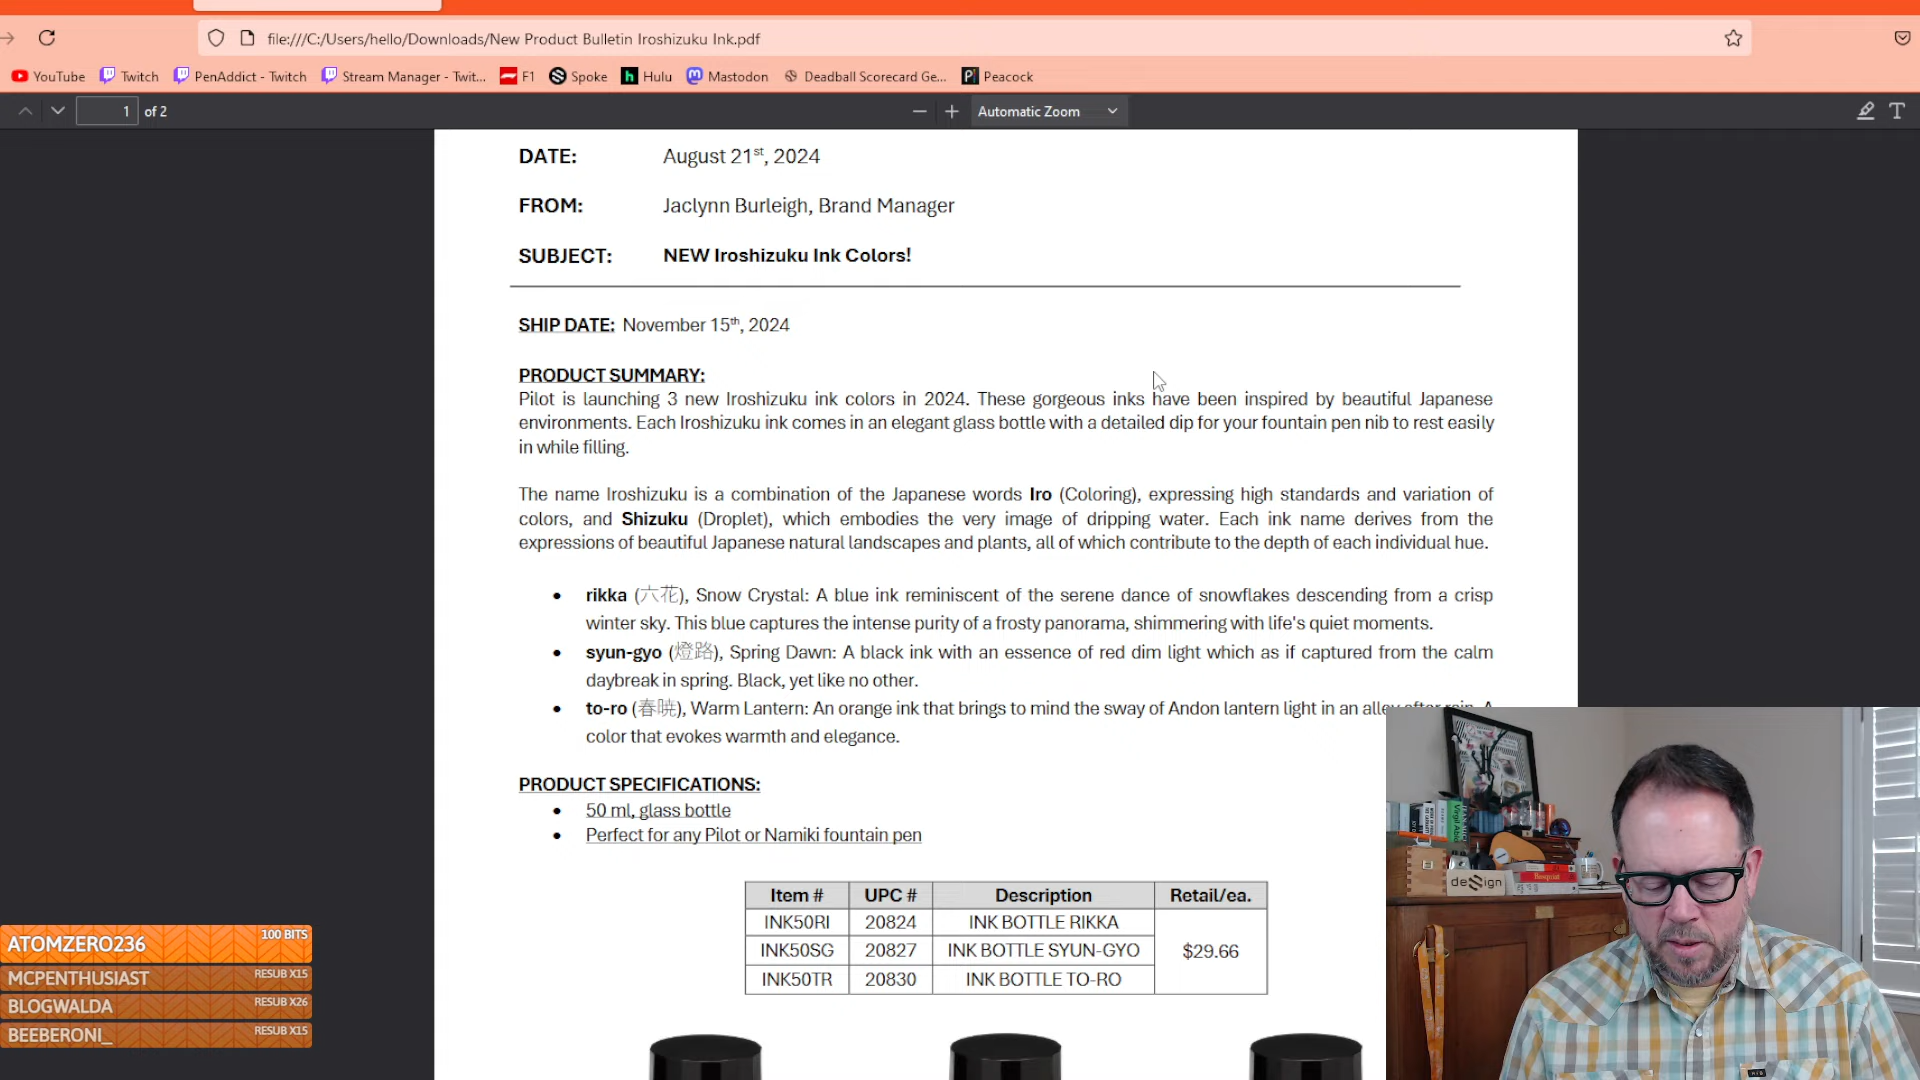 file:///C:/Users/hello/Downloads/New Product Bulletin Iroshizuku Ink.pdf
YouTube Twitch PenAddict - Twitch Stream Manager - Twit... F1 Spoke Hulu Mastodon Deadball Scorecard Ge... Peacock
1 of 2 Automatic Zoom
DATE: August 21st, 2024
FROM: Jaclynn Burleigh, Brand Manager
SUBJECT: NEW Iroshizuku Ink Colors!
SHIP DATE: November 15th, 2024
PRODUCT SUMMARY:
Pilot is launching 3 new Iroshizuku ink colors in 2024. These gorgeous inks have been inspired by beautiful Japanese
environments. Each Iroshizuku ink comes in an elegant glass bottle with a detailed dip for your fountain pen nib to rest easily
in while filling.
The name Iroshizuku is a combination of the Japanese words Iro (Coloring), expressing high standards and variation of
colors, and Shizuku (Droplet), which embodies the very image of dripping water. Each ink name derives from the
expressions of beautiful Japanese natural landscapes and plants, all of which contribute to the depth of each individual hue.
• rikka (六花), Snow Crystal: A blue ink reminiscent of the serene dance of snowflakes descending from a crisp
winter sky. This blue captures the intense purity of a frosty panorama, shimmering with life's quiet moments.
• syun-gyo (燈路), Spring Dawn: A black ink with an essence of red dim light which as if captured from the calm
daybreak in spring. Black, yet like no other.
• to-ro (春暁), Warm Lantern: An orange ink that brings to mind the sway of Andon lantern light in an alley after rain. A
color that evokes warmth and elegance.
PRODUCT SPECIFICATIONS:
• 50 ml, glass bottle
• Perfect for any Pilot or Namiki fountain pen
Item # UPC # Description Retail/ea.
INK50RI 20824 INK BOTTLE RIKKA
INK50SG 20827 INK BOTTLE SYUN-GYO $29.66
INK50TR 20830 INK BOTTLE TO-RO
ATOMZERO236 100 BITS
MCPENTHUSIAST RESUB X15
BLOGWALDA RESUB X26
BEEBERONI_ RESUB X15
design